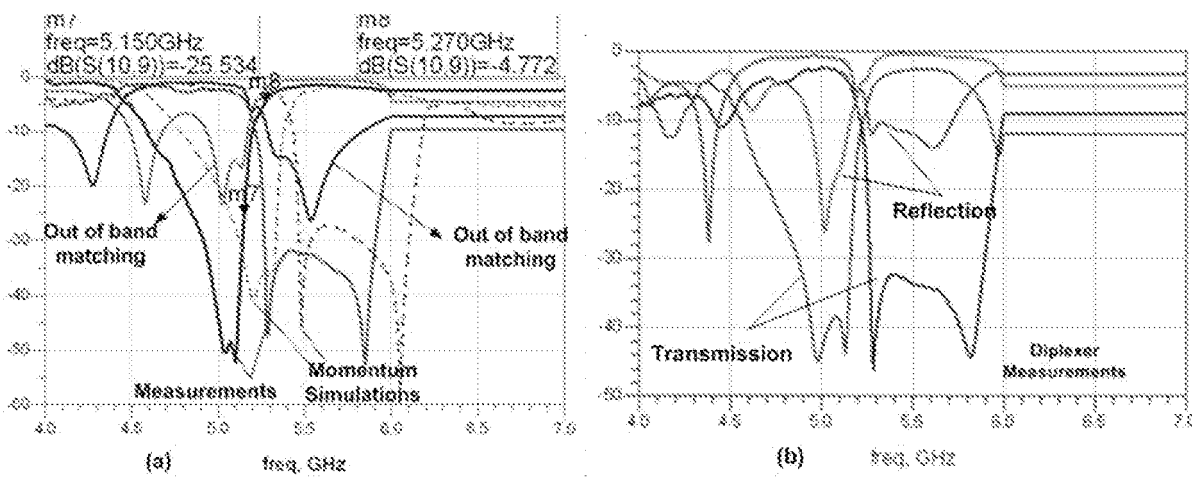 m7
freq=5.150GHz
dB(S(10,9))=-25.534
m8
freq=5.270GHz
dB(S(10,9))=-4.772
m8
m7
0
-10
-20
-30
-40
-50
-60
Out of band
matching
Out of band
matching
Measurements
Momentum
Simulations
4.0 4.5 5.0 5.5 6.0 6.5 7.0
(a) freq, GHz
0
-10
-20
-30
-40
-50
Reflection
Transmission
Diplexer
Measurements
4.0 4.5 5.0 5.5 6.0 6.5 7.0
(b) freq, GHz